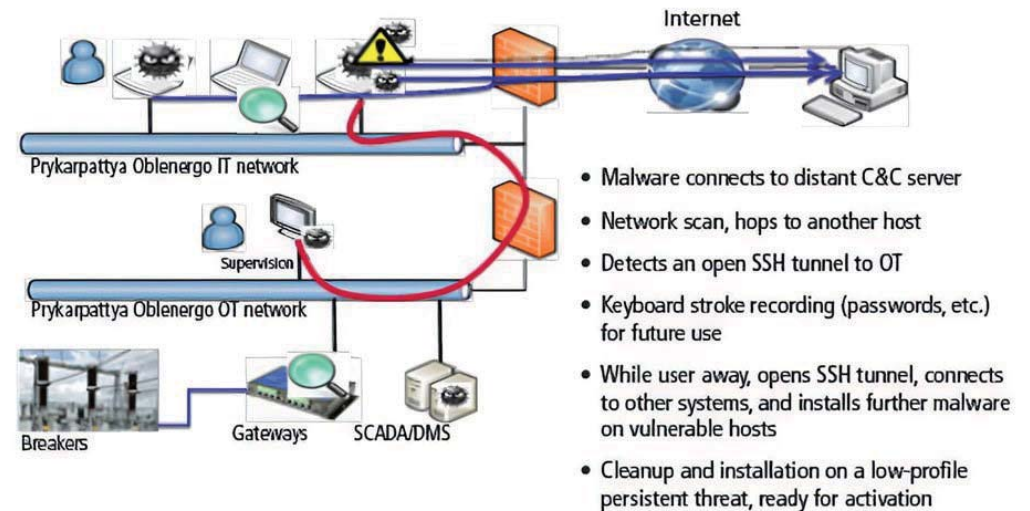 Internet
Prykarpattya Oblenergo IT network
Supervision
Prykarpattya Oblenergo OT network
Breakers
Gateways
SCADA/DMS
• Malware connects to distant C&C server
• Network scan, hops to another host
• Detects an open SSH tunnel to OT
• Keyboard stroke recording (passwords, etc.)
for future use
• While user away, opens SSH tunnel, connects
to other systems, and installs further malware
on vulnerable hosts
• Cleanup and installation on a low-profile
persistent threat, ready for activation